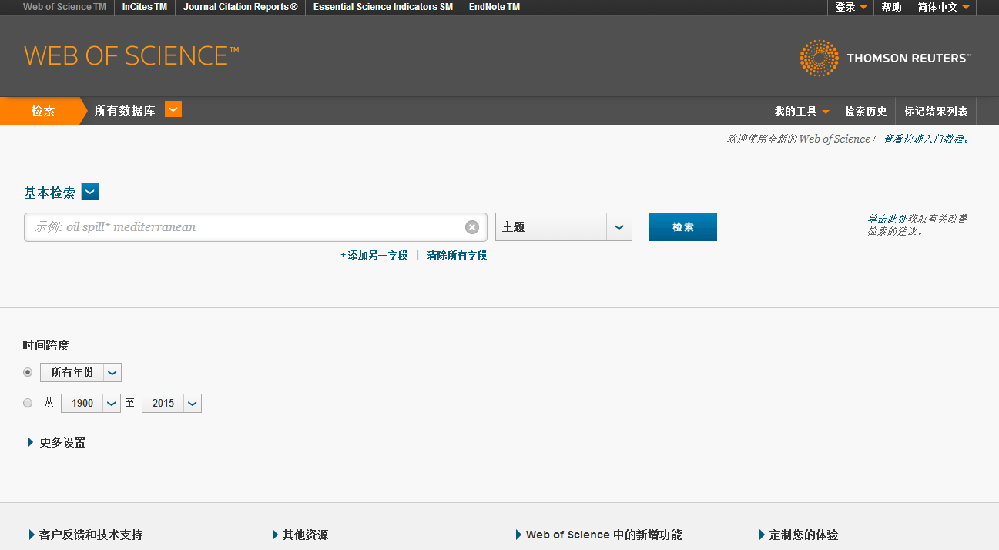 Web of Science TM InCites TM Journal Citation Reports ® Essential Science Indicators SM EndNote TM 登录 帮助 简体中文
WEB OF SCIENCE™
THOMSON REUTERS™
检索 所有数据库 我的工具 检索历史 标记结果列表
欢迎使用全新的 Web of Science! 查看快速入门教程。
基本检索
示例: oil spill* mediterranean 主题 检索
单击此处获取有关改善
检索的建议。
+ 添加另一字段 | 清除所有字段
时间跨度
所有年份
从 1900 至 2015
更多设置
客户反馈和技术支持 其他资源 Web of Science 中的新增功能 定制您的体验